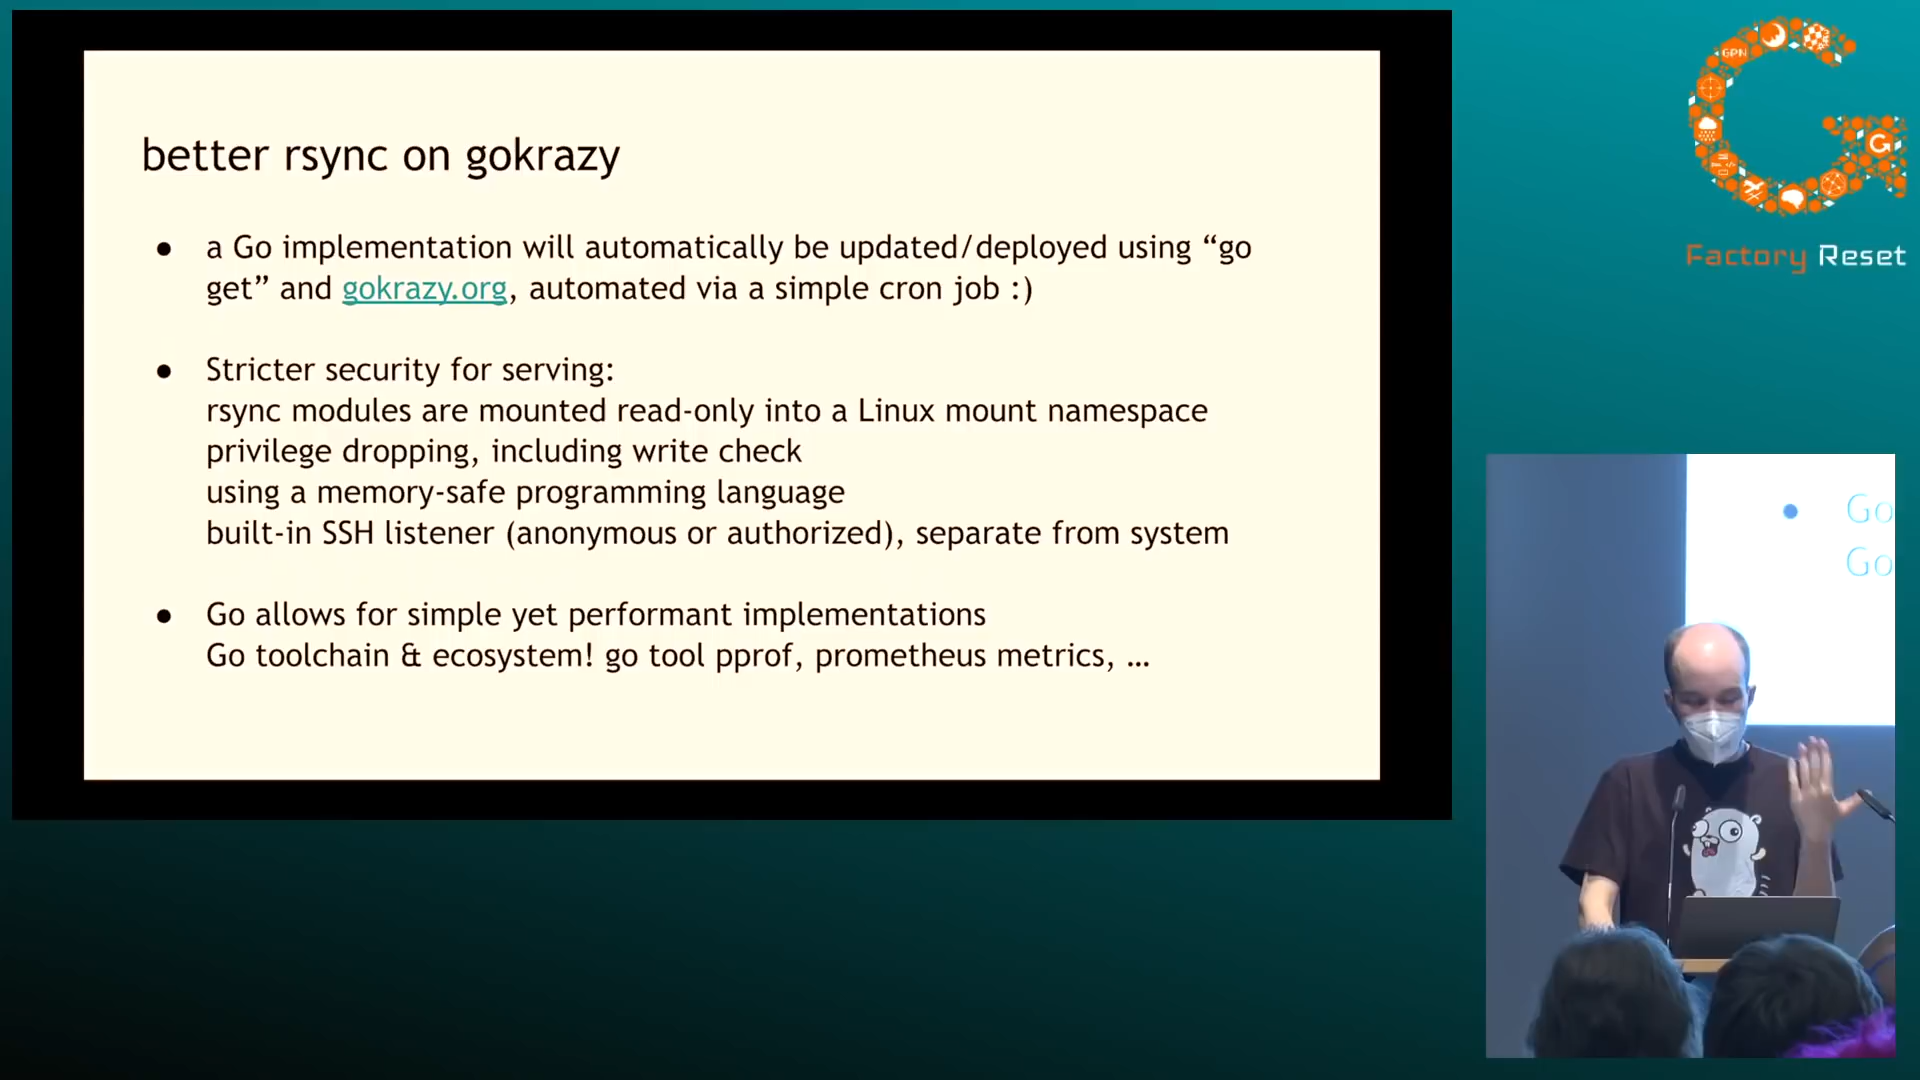 better rsync on gokrazy
● a Go implementation will automatically be updated/deployed using “go
get” and gokrazy.org, automated via a simple cron job :)
● Stricter security for serving:
rsync modules are mounted read-only into a Linux mount namespace
privilege dropping, including write check
using a memory-safe programming language
built-in SSH listener (anonymous or authorized), separate from system
● Go allows for simple yet performant implementations
Go toolchain & ecosystem! go tool pprof, prometheus metrics, …
GPN
Factory Reset
Go
Go